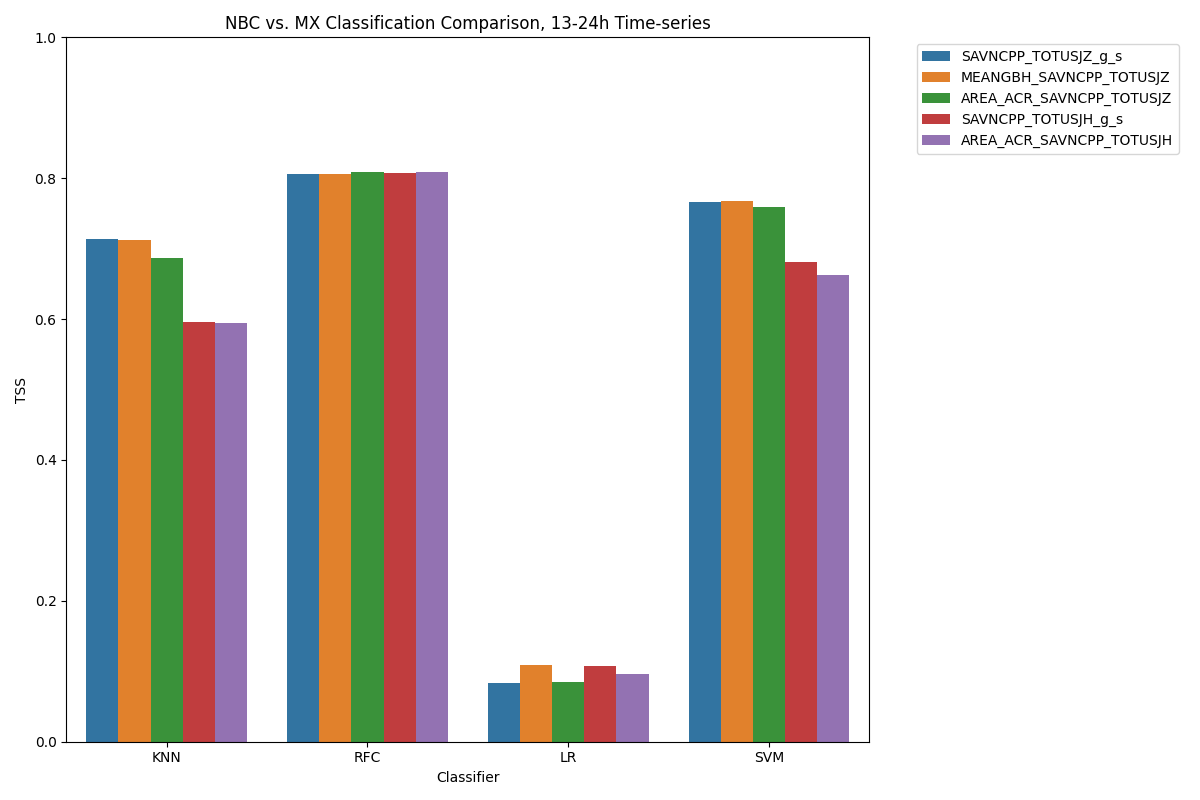 NBC vs. MX Classification Comparison, 13-24h Time-series
1.0
0.8
0.6
0.4
0.2
0.0
TSS
KNN
RFC
LR
SVM
Classifier
SAVNCPP_TOTUSJZ_g_s
MEANGBH_SAVNCPP_TOTUSJZ
AREA_ACR_SAVNCPP_TOTUSJZ
SAVNCPP_TOTUSJH_g_s
AREA_ACR_SAVNCPP_TOTUSJH